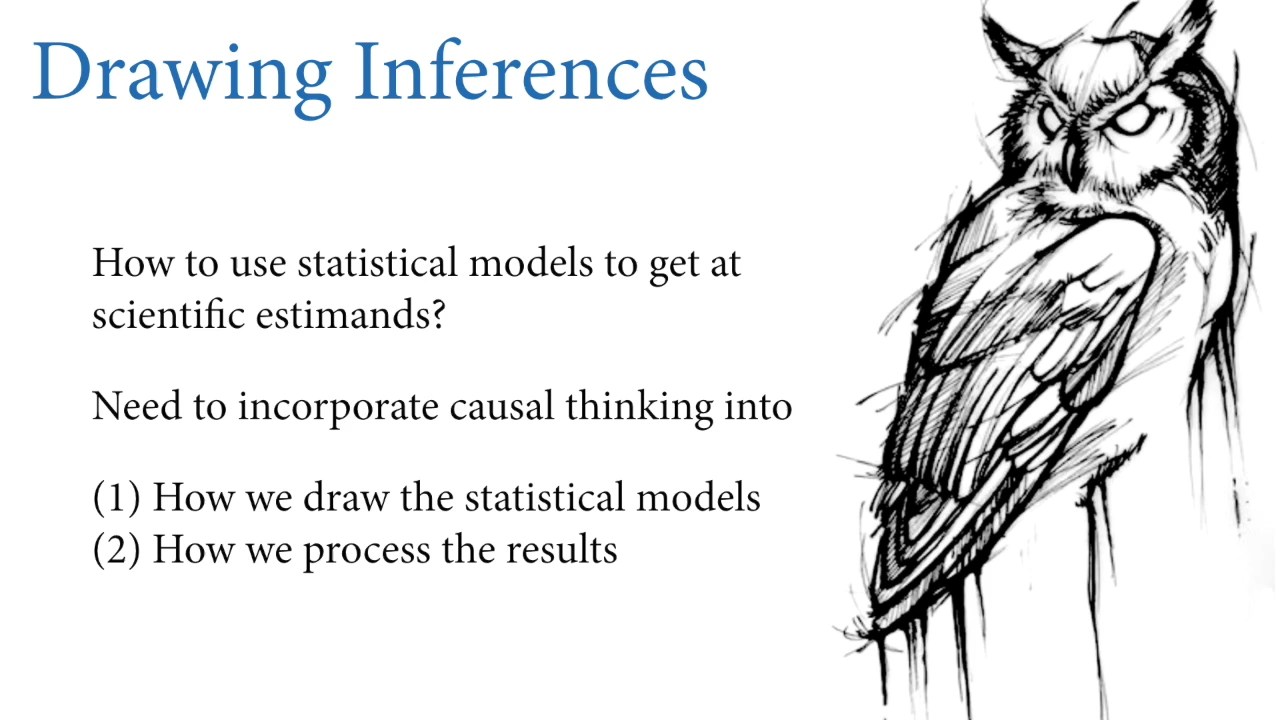 Drawing Inferences
How to use statistical models to get at
scientific estimands?
Need to incorporate causal thinking into
(1) How we draw the statistical models
(2) How we process the results